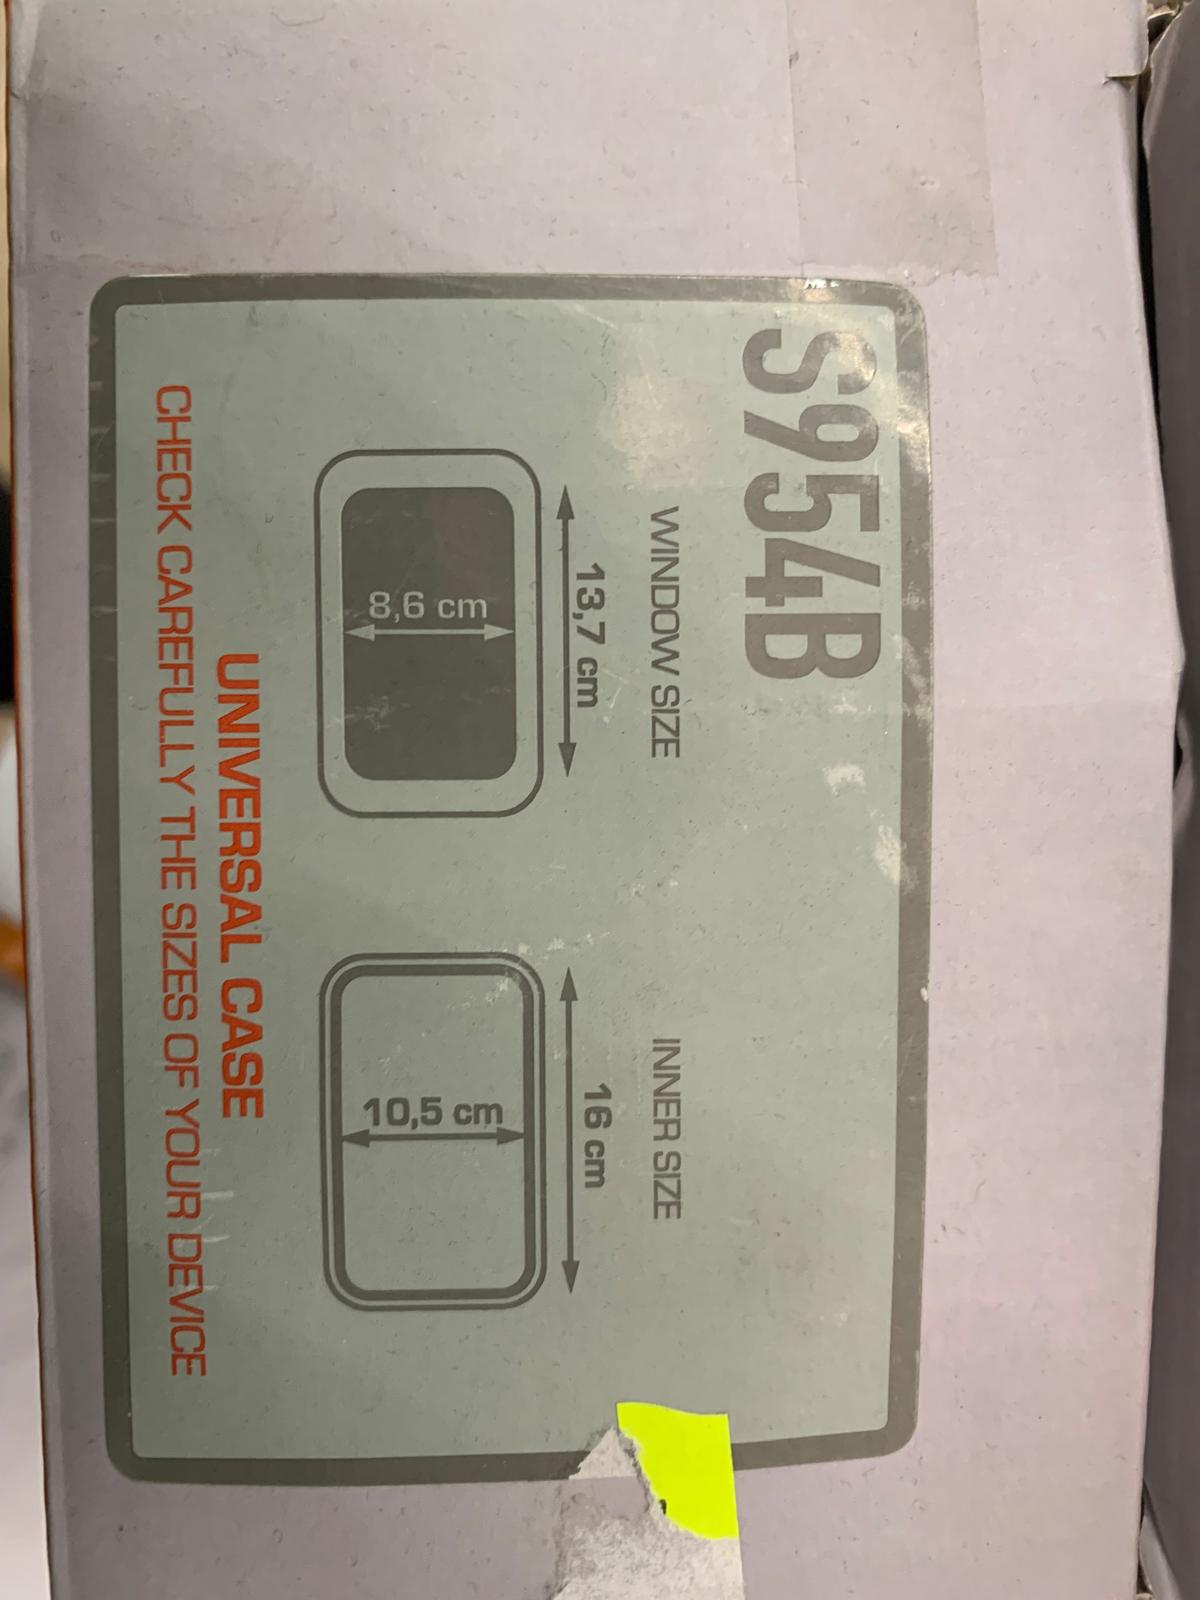 S954B
WINDOW SIZE
13,7 cm
8,6 cm
INNER SIZE
16 cm
10,5 cm
UNIVERSAL CASE
CHECK CAREFULLY THE SIZES OF YOUR DEVICE